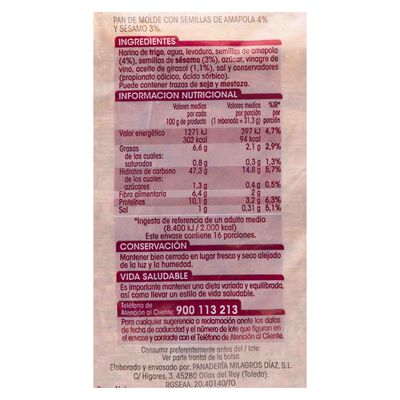 PAN DE MOLDE CON SEMILLAS DE AMAPOLA 4%
Y SÉSAMO 3%.
INGREDIENTES
Harina de trigo, agua, levadura, semillas de amapola
(4%), semillas de sésamo (3%), azúcar, vinagre de
vino, aceite de girasol (1,1%), sal y conservadores
(propionato cálcico, ácido sórbico).
Puede contener trazas de soja y mostaza.
INFORMACION NUTRICIONAL
Valores medios por cada 100 g de producto
Valores medios por porción (1 rebanada = 31,3 g)
%IR* por porción
Valor energético 1271 kJ 397 kJ 4,7%
302 kcal 94 kcal
Grasas 6,6 g 2,1 g 2,9%
de las cuales:
saturadas 0,8 g 0,3 g 1,3%
Hidratos de carbono 47,3 g 14,8 g 5,7%
de los cuales:
azúcares 1,3 g 0,4 g 0,5%
Fibra alimentaria 6,4 g 2 g
Proteínas 10,1 g 3,2 g 6,3%
Sal 1 g 0,31 g 5,1%
*Ingesta de referencia de un adulto medio
(8.400 kJ / 2.000 kcal)
Este envase contiene 16 porciones.
CONSERVACIÓN
Mantener bien cerrado en lugar fresco y seco alejado
de la luz y la humedad.
VIDA SALUDABLE
Es importante mantener una dieta variada y equilibrada,
así como llevar un estilo de vida saludable.
Teléfono de
Atención al Cliente: 900 113 213
Para cualquier sugerencia o reclamación anote los datos
de fecha de caducidad y el número de lote que figuran en
el envase y contacte con el Teléfono de Atención al Cliente.
Consumir preferentemente antes del / lote:
Ver parte frontal de la bolsa
Elaborado y envasado por: PANADERÍA MILAGROS DÍAZ, S.L.
C/ Higares, 3. 45280 Olías del Rey (Toledo).
RGSEAA: 20.40140/TO.